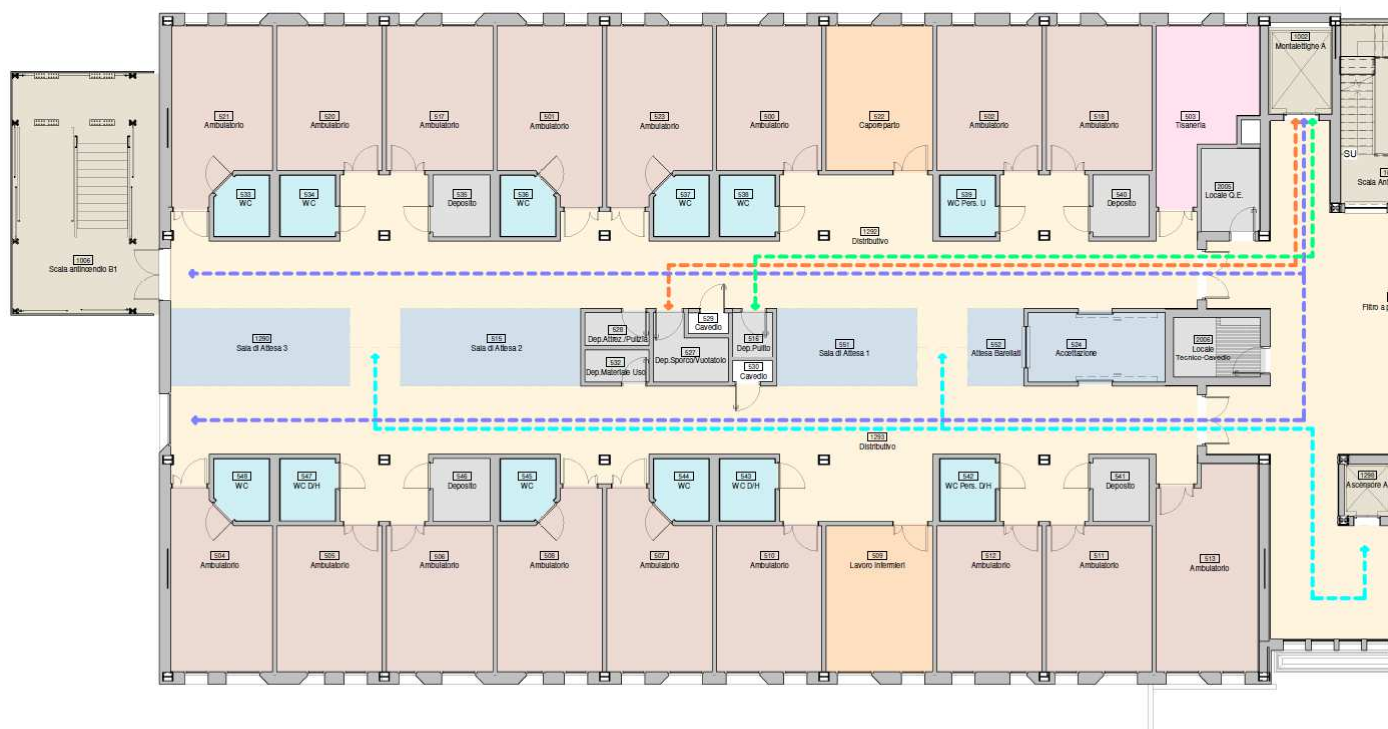 1002
Montalettighe A
521
Ambulatorio
520
Ambulatorio
517
Ambulatorio
501
Ambulatorio
523
Ambulatorio
500
Ambulatorio
522
Caporeparto
502
Ambulatorio
518
Ambulatorio
503
Tisaneria
SU
Scala Ant
533
WC
534
WC
535
Deposito
536
WC
537
WC
538
WC
539
WC Pers. U
540
Deposito
2005
Locale Q.E.
1292
Distributivo
1006
Scala antincendio B1
Filtro a p
1290
Sala di Attesa 3
515
Sala di Attesa 2
528
Dep.Attrez./Pulizia
532
Dep.Materiale Uso
527
Dep.Sporco/Vuotatoio
529
Cavedio
516
Dep.Pulito
530
Cavedio
551
Sala di Attesa 1
552
Attesa Barellati
524
Accettazione
2006
Locale
Tecnico-Cavedio
1293
Distributivo
WC
547
WC D/H
546
Deposito
545
WC
544
WC
543
WC D/H
542
WC Pers. D/H
541
Deposito
1298
Ascensore A
504
Ambulatorio
505
Ambulatorio
506
Ambulatorio
508
Ambulatorio
507
Ambulatorio
510
Ambulatorio
509
Lavoro Infermieri
512
Ambulatorio
511
Ambulatorio
513
Ambulatorio